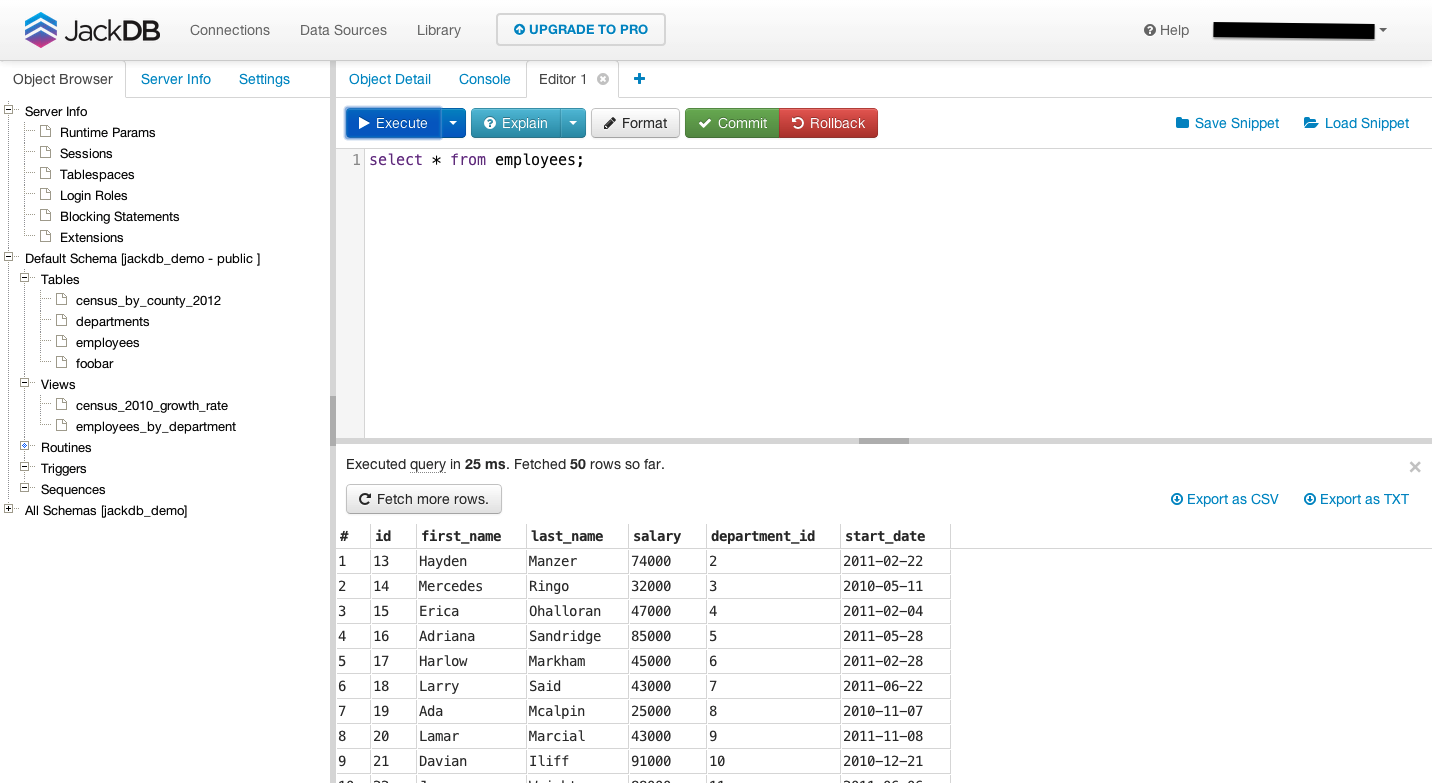 JackDB Connections Data Sources Library UPGRADE TO PRO Help
Object Browser Server Info Settings
Server Info
Runtime Params
Sessions
Tablespaces
Login Roles
Blocking Statements
Extensions
Default Schema [jackdb_demo - public ]
Tables
census_by_county_2012
departments
employees
foobar
Views
census_2010_growth_rate
employees_by_department
Routines
Triggers
Sequences
All Schemas [jackdb_demo]
Object Detail Console Editor 1
Execute Explain Format Commit Rollback Save Snippet Load Snippet
1 select * from employees;
Executed query in 25 ms. Fetched 50 rows so far.
Fetch more rows. Export as CSV Export as TXT
# id first_name last_name salary department_id start_date
1 13 Hayden Manzer 74000 2 2011-02-22
2 14 Mercedes Ringo 32000 3 2010-05-11
3 15 Erica Ohalloran 47000 4 2011-02-04
4 16 Adriana Sandridge 85000 5 2011-05-28
5 17 Harlow Markham 45000 6 2011-02-28
6 18 Larry Said 43000 7 2011-06-22
7 19 Ada Mcalpin 25000 8 2010-11-07
8 20 Lamar Marcial 43000 9 2011-11-08
9 21 Davian Iliff 91000 10 2010-12-21